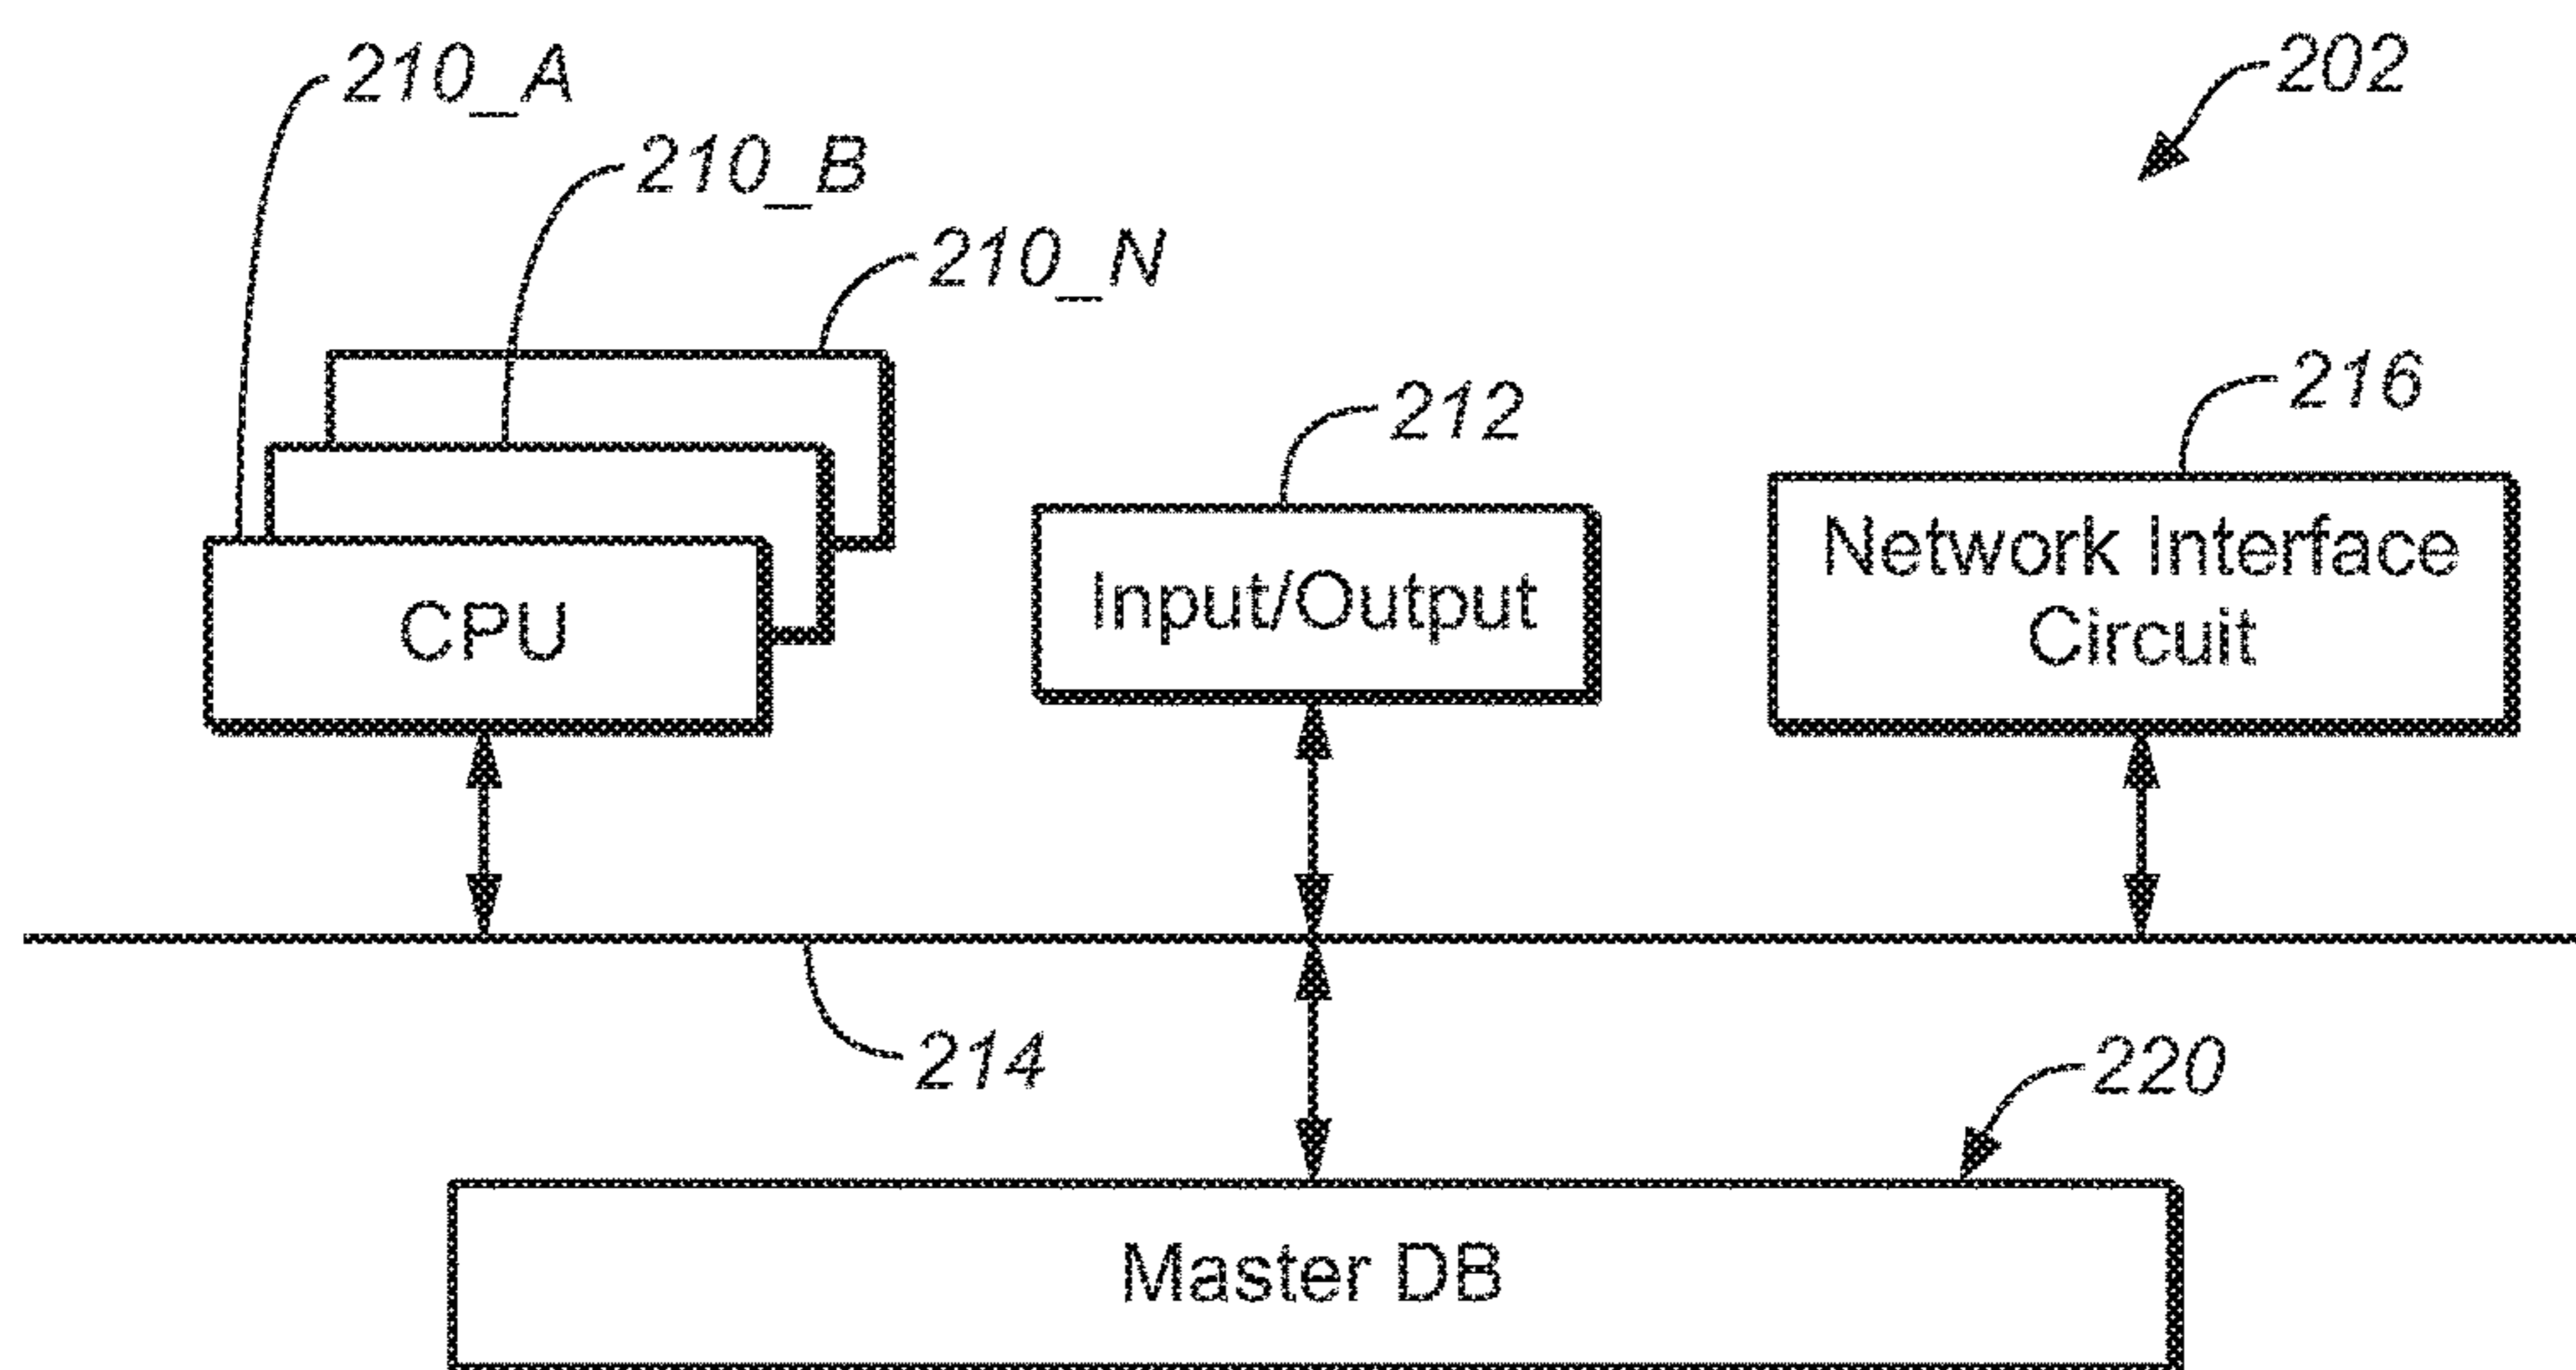 210_A
202
210_B
210_N
216
212
Network Interface
Circuit
Input/Output
CPU
214
220
Master DB